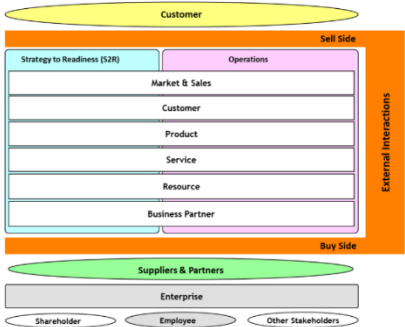 Customer
Sell Side
Strategy to Readiness (S2R)
Operations
Market & Sales
Customer
Product
Service
Resource
Business Partner
External Interactions
Buy Side
Suppliers & Partners
Enterprise
Shareholder
Employee
Other Stakeholders